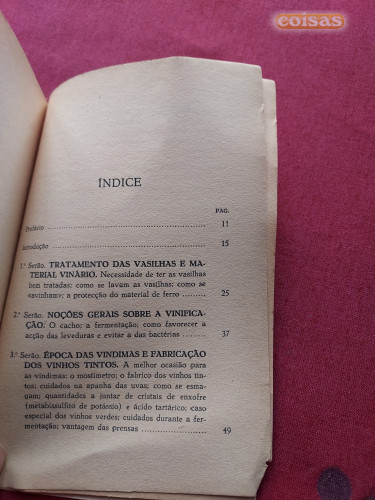 coisas
ÍNDICE
PÁG.
Prefácio 11
Introdução 15
1.º Serão. TRATAMENTO DAS VASILHAS E MA-
TERIAL VINÁRIO. Necessidade de ter as vasilhas
bem tratadas; como se lavam as vasilhas; como se
«avinham»; a protecção do material de ferro 25
2.º Serão. NOÇÕES GERAIS SOBRE A VINIFICA-
ÇÃO. O cacho; a fermentação; como favorecer a
acção das leveduras e evitar a das bactérias 37
3.º Serão. ÉPOCA DAS VINDIMAS E FABRICAÇÃO
DOS VINHOS TINTOS. A melhor ocasião para
as vindimas; o mostímetro; o fabrico dos vinhos tin-
tos; cuidados na apanha das uvas; como se esma-
gam; quantidades a juntar de cristais de enxofre
(metabissulfito de potássio) e ácido tartárico; caso
especial dos vinhos verdes; cuidados durante a fer-
mentação; vantagem das prensas 49